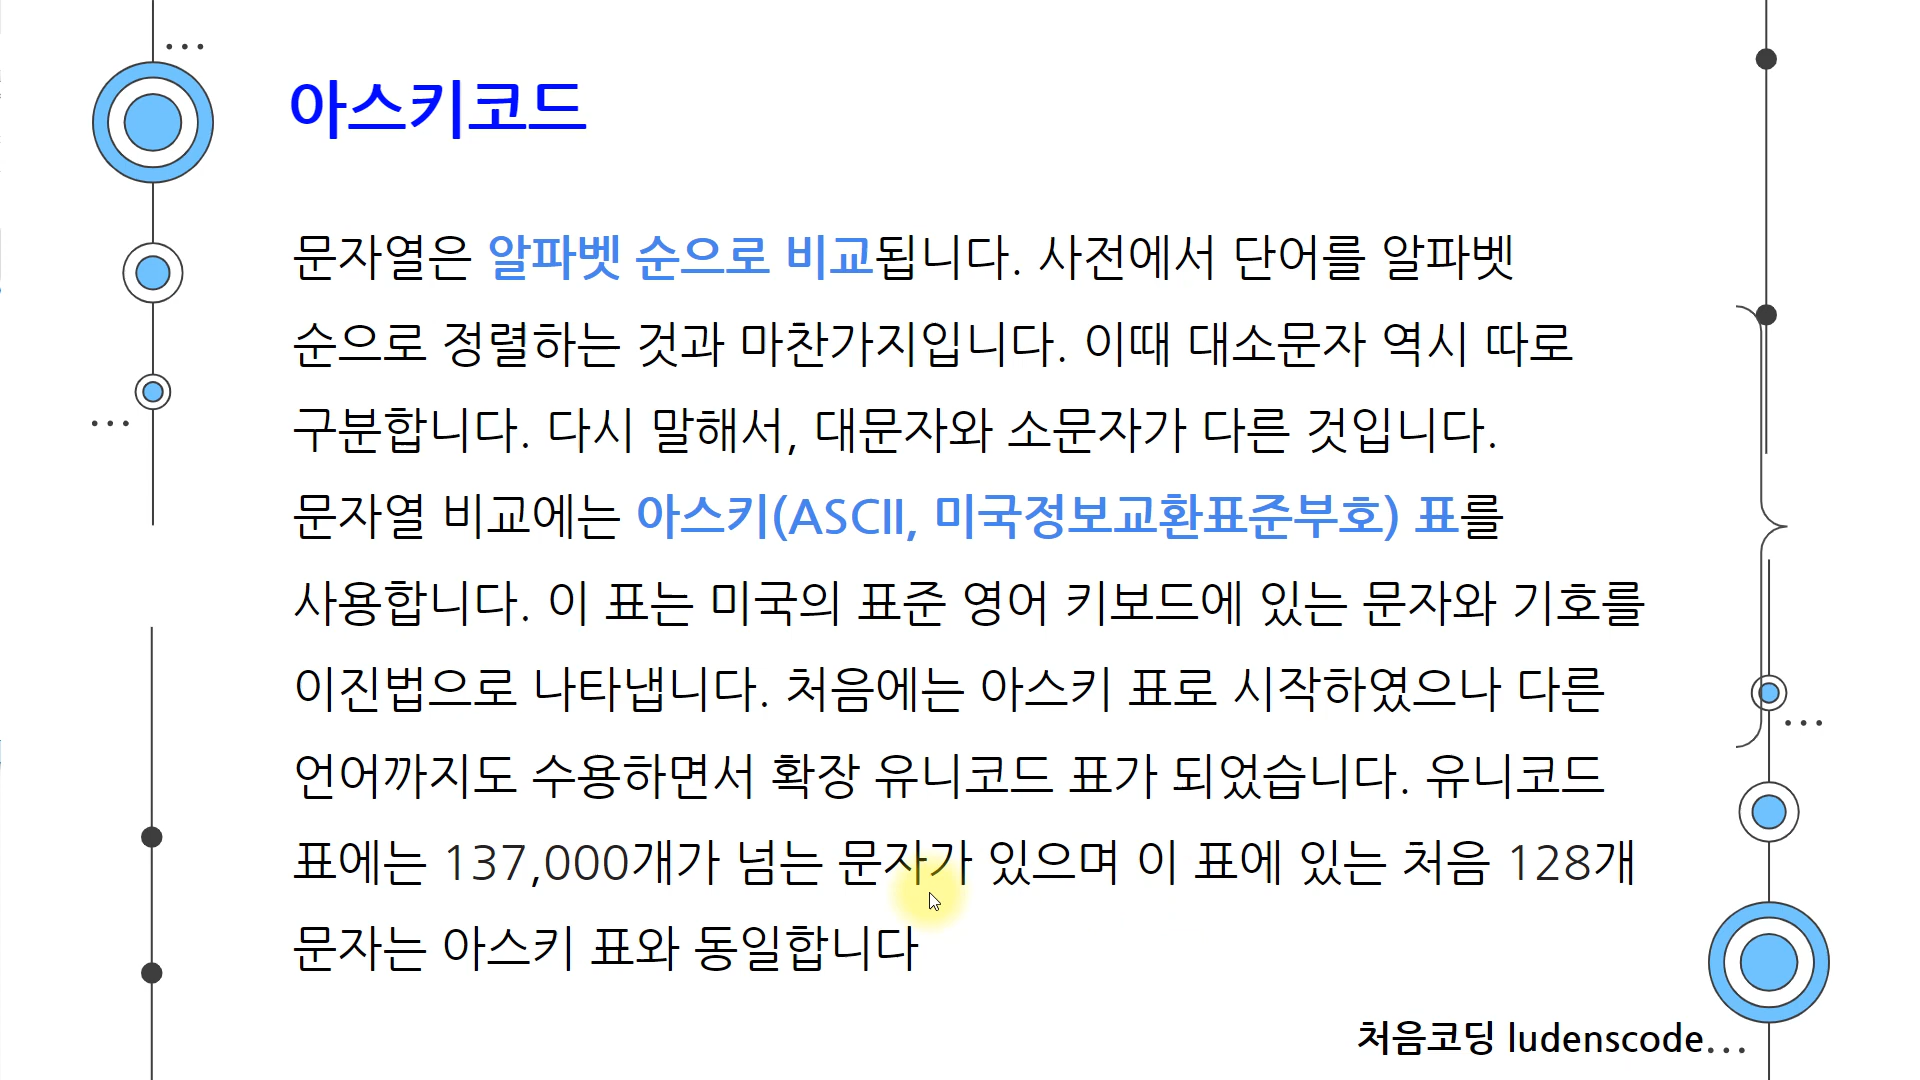 아스키코드
문자열은 알파벳 순으로 비교됩니다. 사전에서 단어를 알파벳
순으로 정렬하는 것과 마찬가지입니다. 이때 대소문자 역시 따로
구분합니다. 다시 말해서, 대문자와 소문자가 다른 것입니다.
문자열 비교에는 아스키(ASCII, 미국정보교환표준부호) 표를
사용합니다. 이 표는 미국의 표준 영어 키보드에 있는 문자와 기호를
이진법으로 나타냅니다. 처음에는 아스키 표로 시작하였으나 다른
언어까지도 수용하면서 확장 유니코드 표가 되었습니다. 유니코드
표에는 137,000개가 넘는 문자가 있으며 이 표에 있는 처음 128개
문자는 아스키 표와 동일합니다
처음코딩 ludenscode